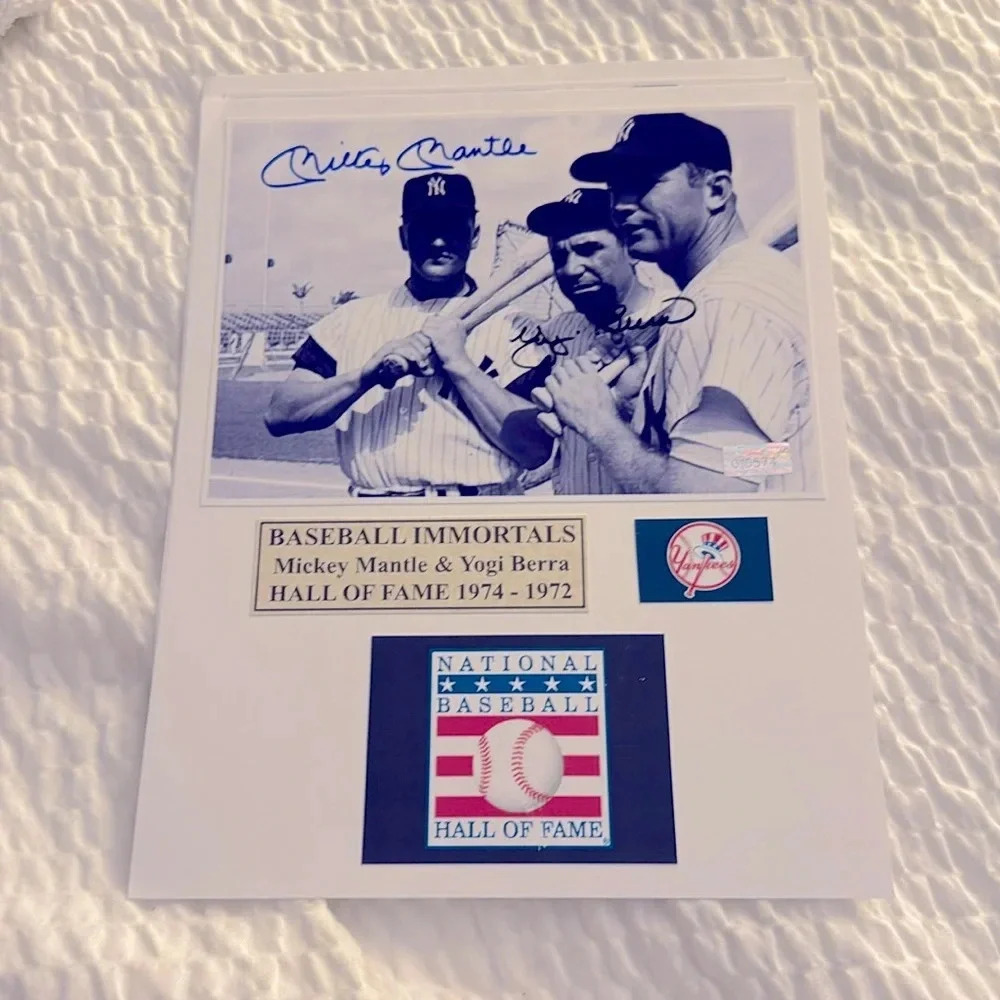 Mickey Mantle
NY
Yogi Berra
BASEBALL IMMORTALS
Mickey Mantle & Yogi Berra
HALL OF FAME 1974 - 1972
Yankees
NATIONAL
BASEBALL
HALL OF FAME